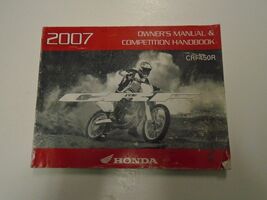 2007
OWNER'S MANUAL &
COMPETITION HANDBOOK
CRF450R
HONDA